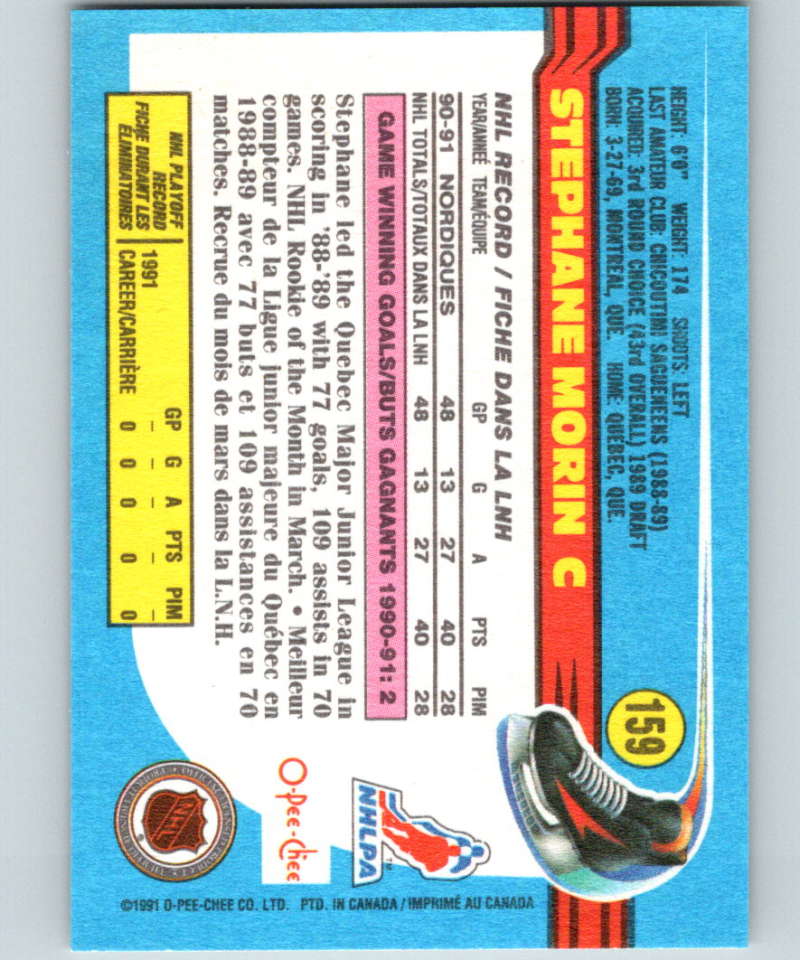 159
HEIGHT: 6'0" WEIGHT: 174 SHOOTS: LEFT
LAST AMATEUR CLUB: CHICOUTIMI SAGUENEENS (1988-89)
ACQUIRED: 3rd ROUND CHOICE (43rd OVERALL) 1989 DRAFT
BORN: 3-27-69, MONTREAL, QUE. HOME: QUÉBEC, QUE.
STEPHANE MORIN C
NHL RECORD / FICHE DANS LA LNH
YEAR/ANNÉE TEAM/ÉQUIPE GP G A PTS PIM
90-91 NORDIQUES 48 13 27 40 28
NHL TOTALS/TOTAUX DANS LA LNH 48 13 27 40 28
GAME WINNING GOALS/BUTS GAGNANTS 1990-91: 2
Stephane led the Quebec Major Junior League in
scoring in '88-'89 with 77 goals, 109 assists in 70
games. NHL Rookie of the Month in March. • Meilleur
compteur de la Ligue junior majeure du Québec en
1988-89 avec 77 buts et 109 assistances en 70
matches. Recrue du mois de mars dans la L.N.H.
NHL PLAYOFF
RECORD
FICHE DURANT LES
ÉLIMINATOIRES
GP G A PTS PIM
1991 – – – – –
CAREER/CARRIÈRE 0 0 0 0 0
NHLPA
TM
O-Pee-Chee
NHL
©1991 O-PEE-CHEE CO. LTD. PTD. IN CANADA / IMPRIMÉ AU CANADA